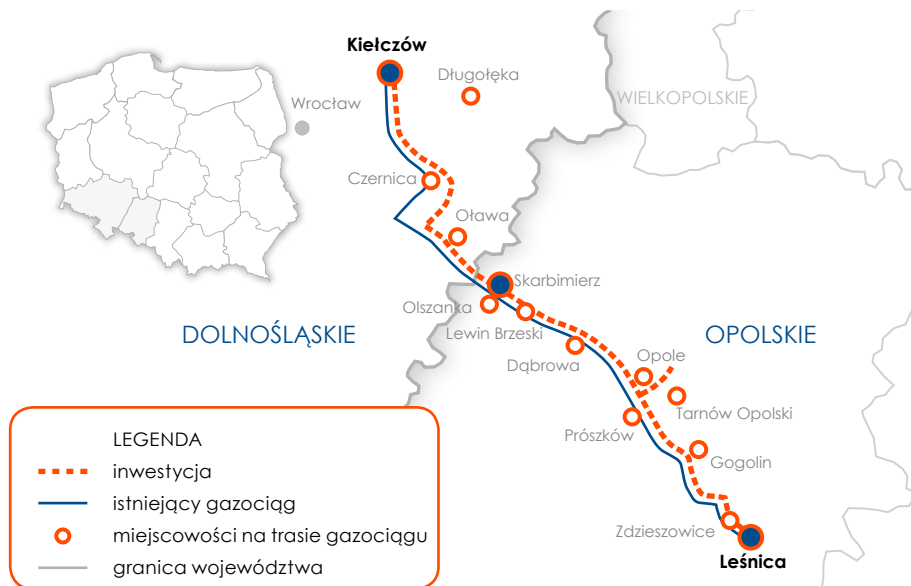 Kiełczów
Długołęka
WIELKOPOLSKIE
Wrocław
Czernica
Oława
Skarbimierz
Olszanka
Lewin Brzeski
DOLNOŚLĄSKIE
OPOLSKIE
Dąbrowa
Opole
Tarnów Opolski
Prószków
Gogolin
Zdzieszowice
Leśnica
LEGENDA
inwestycja
istniejący gazociąg
miejscowości na trasie gazociągu
granica województwa